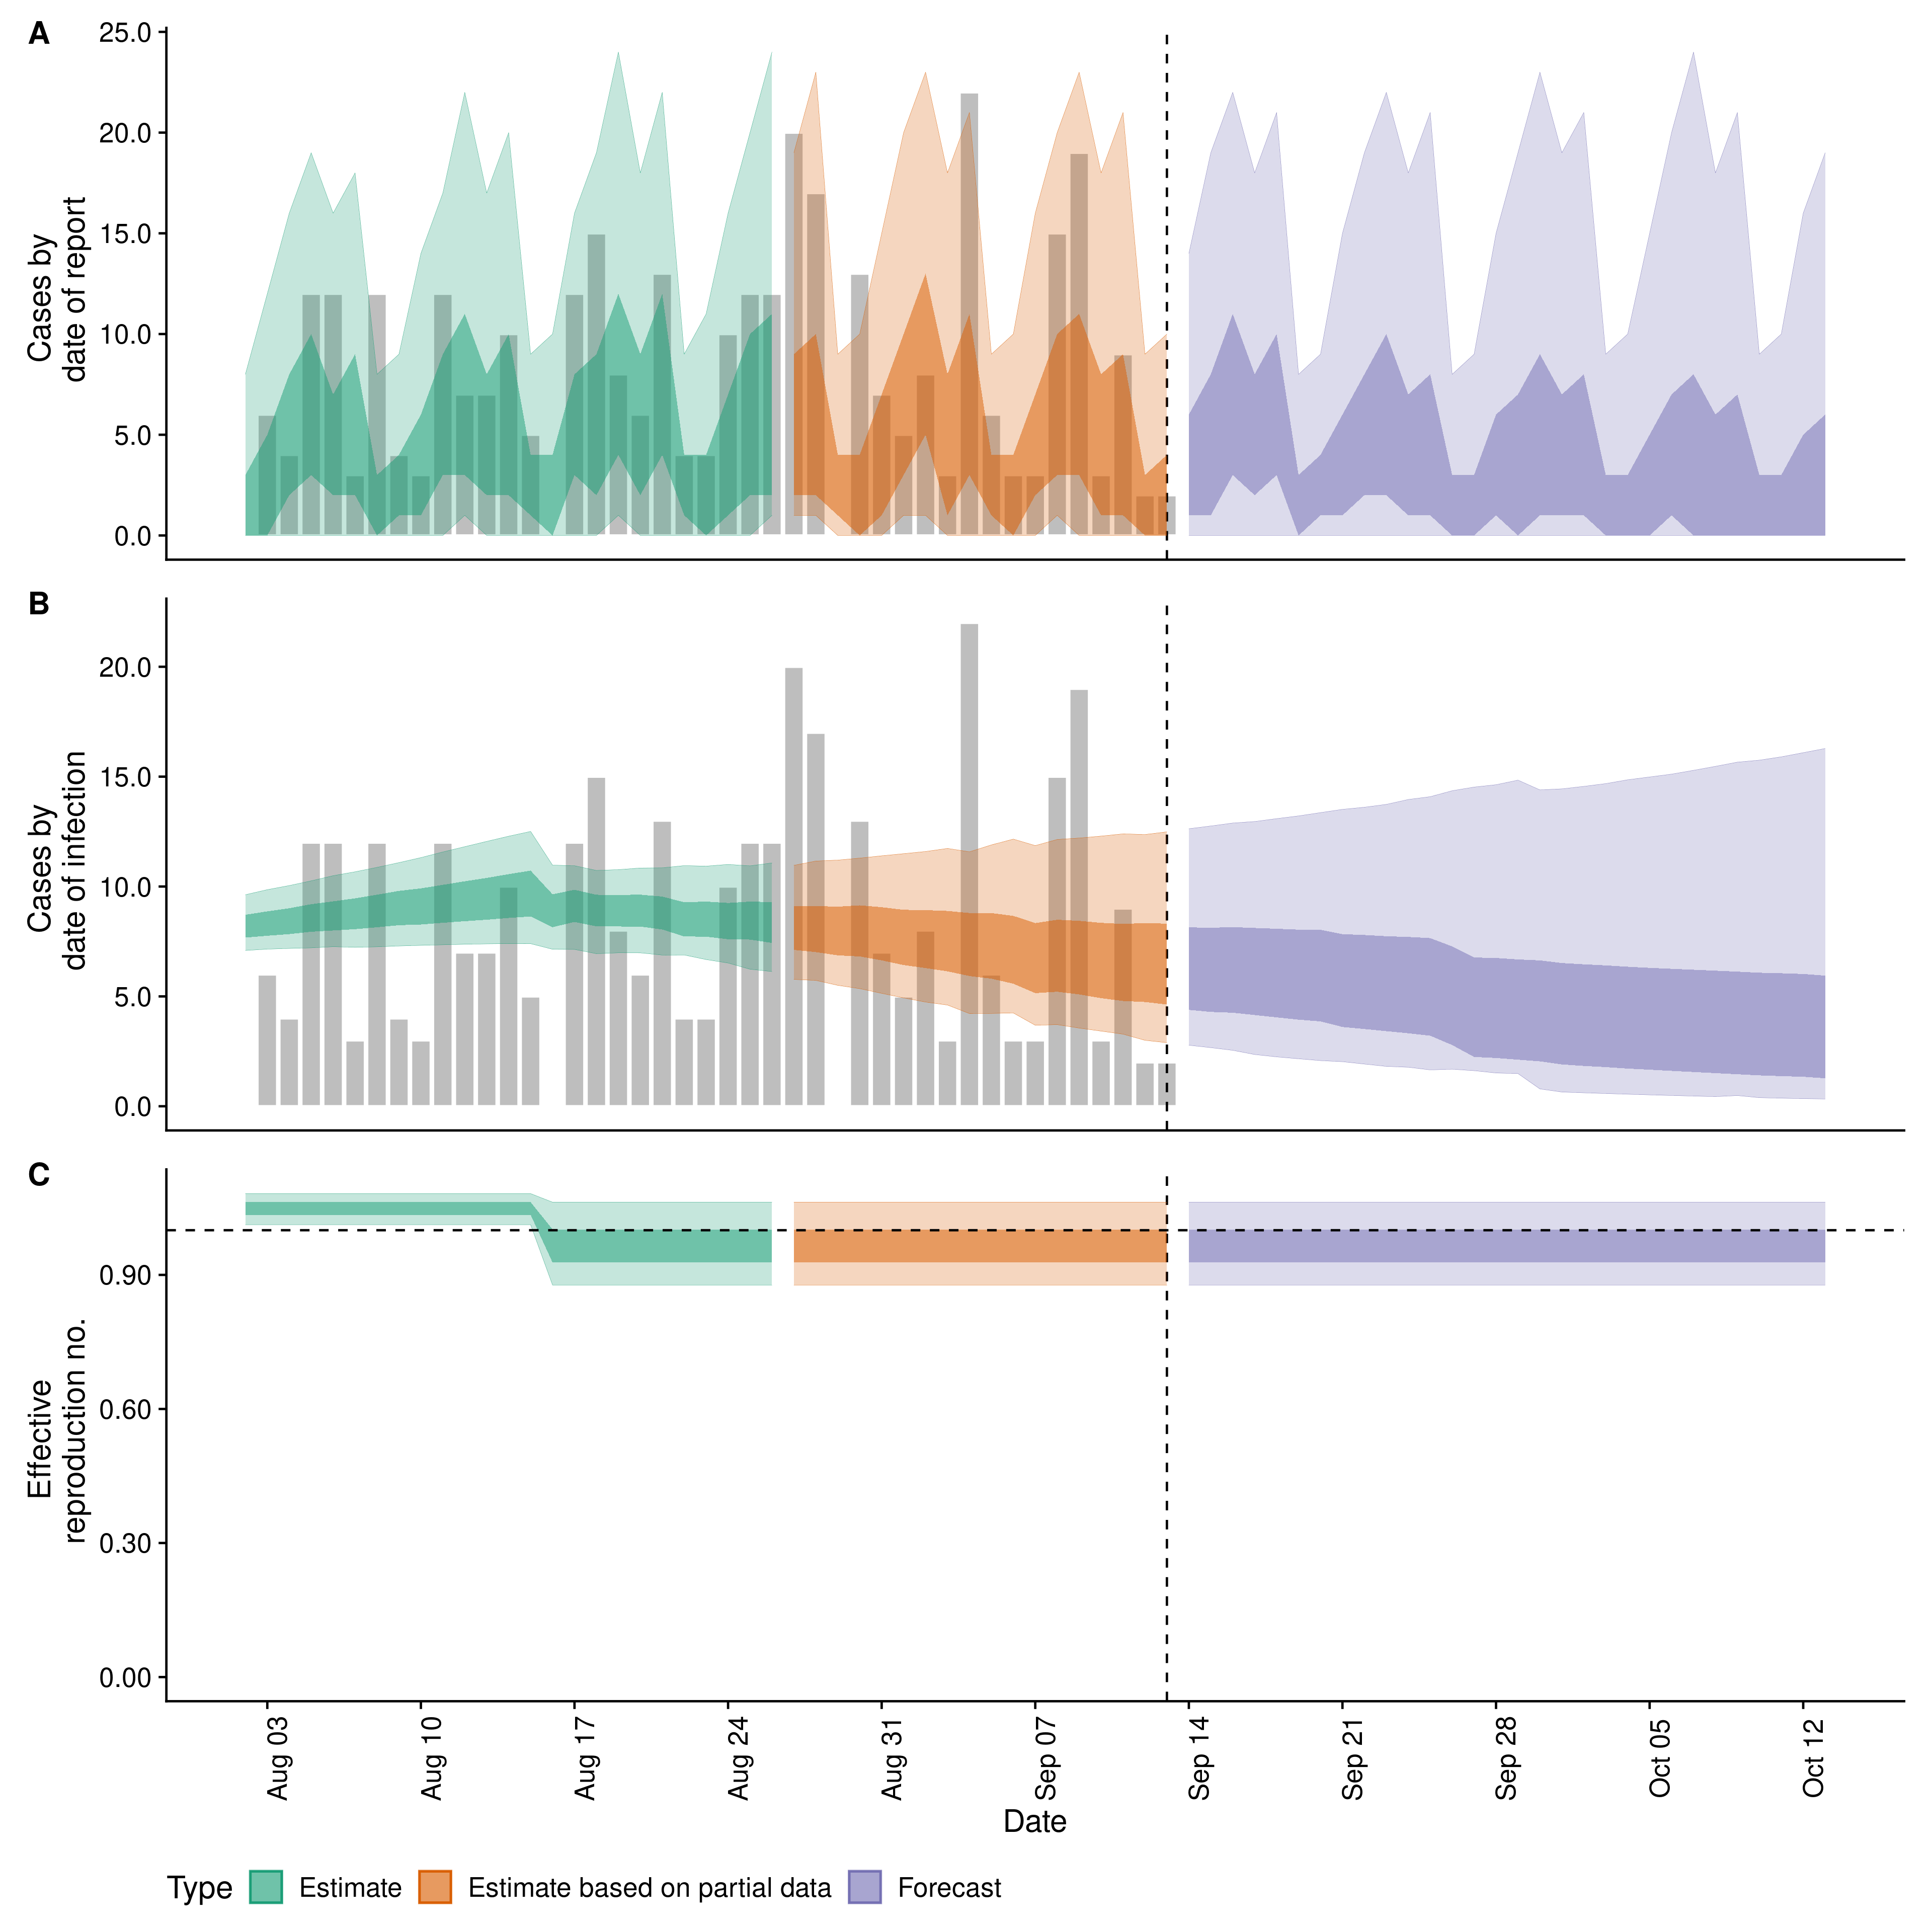 A
25.0
20.0
15.0
10.0
5.0
0.0
Cases by
date of report
B
20.0
15.0
10.0
5.0
0.0
Cases by
date of infection
C
0.90
0.60
0.30
0.00
Effective
reproduction no.
Aug 03
Aug 10
Aug 17
Aug 24
Aug 31
Sep 07
Sep 14
Sep 21
Sep 28
Oct 05
Oct 12
Date
Type Estimate Estimate based on partial data Forecast